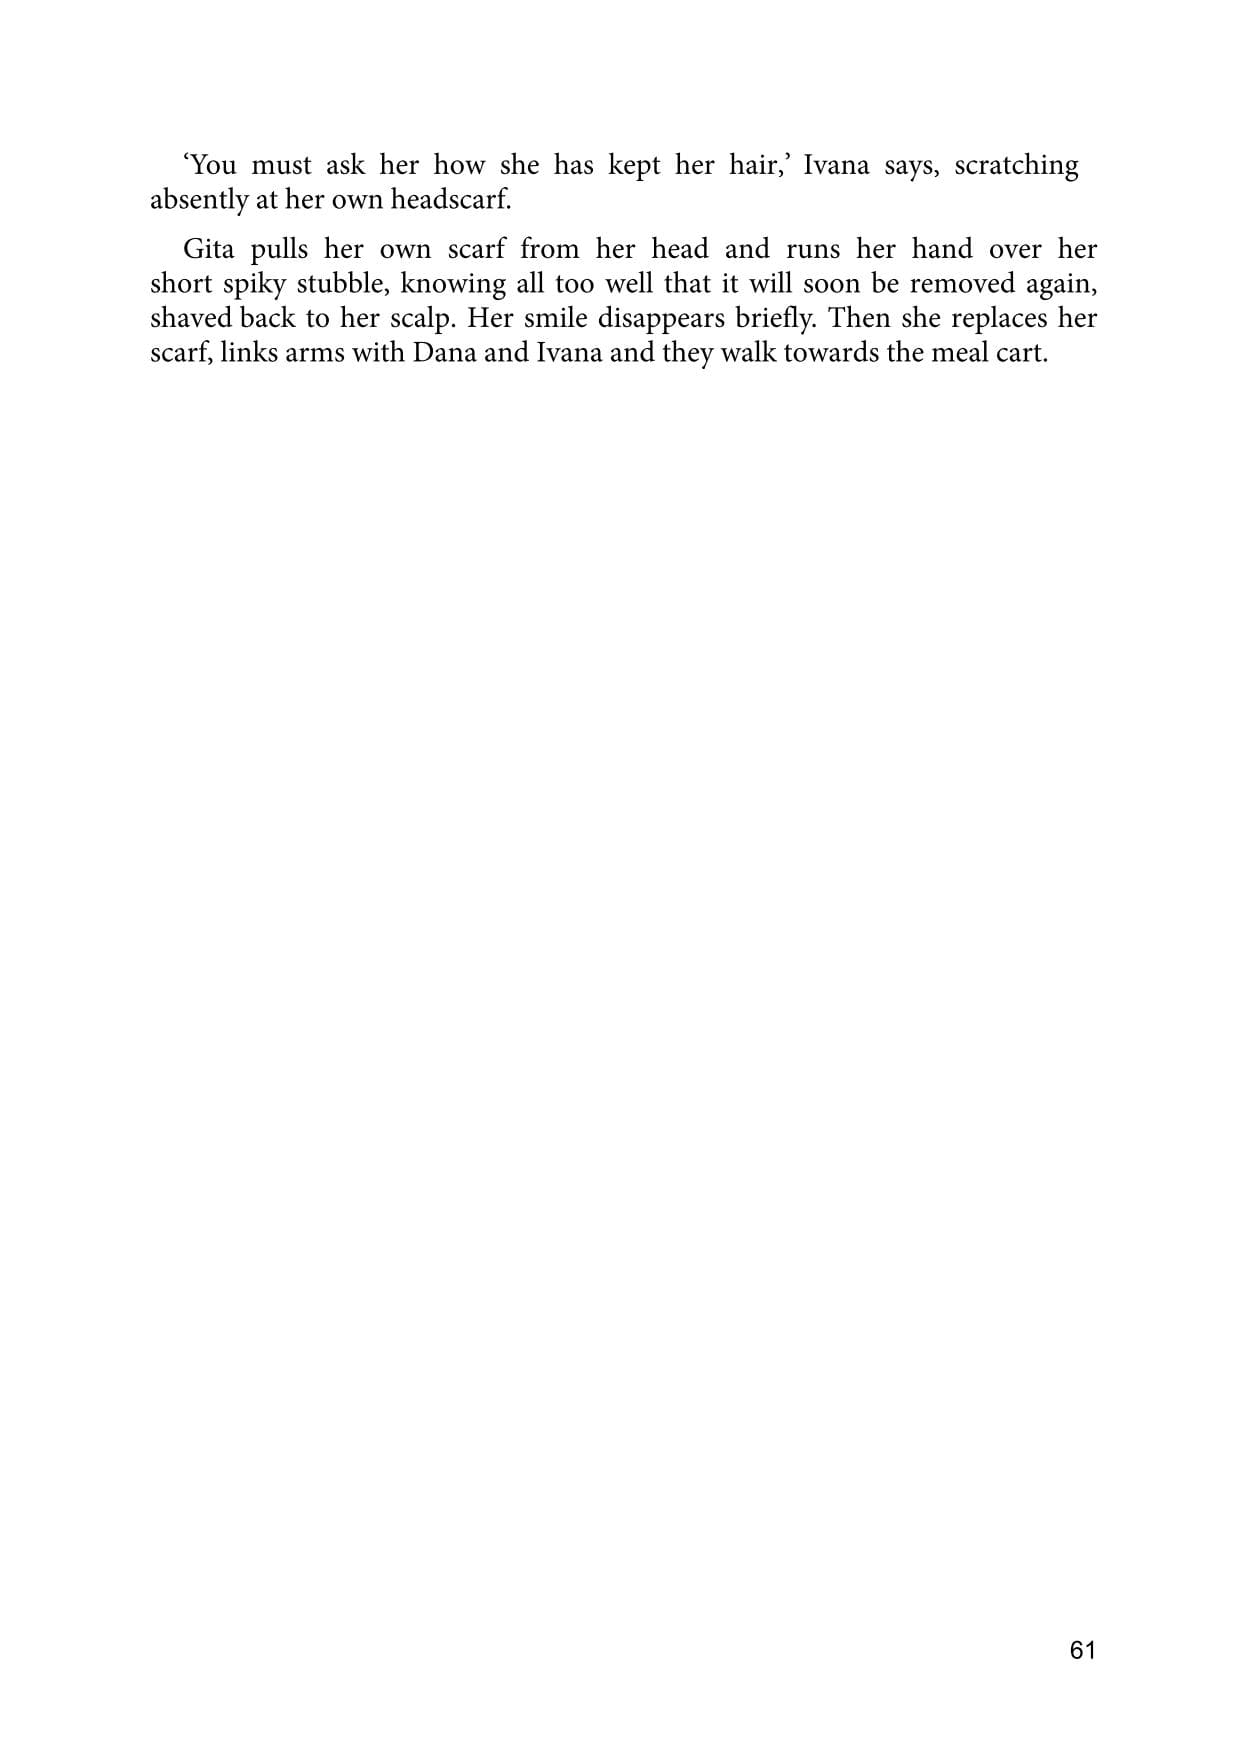 ‘You must ask her how she has kept her hair,’ Ivana says, scratching
absently at her own headscarf.
Gita pulls her own scarf from her head and runs her hand over her
short spiky stubble, knowing all too well that it will soon be removed again,
shaved back to her scalp. Her smile disappears briefly. Then she replaces her
scarf, links arms with Dana and Ivana and they walk towards the meal cart.
61